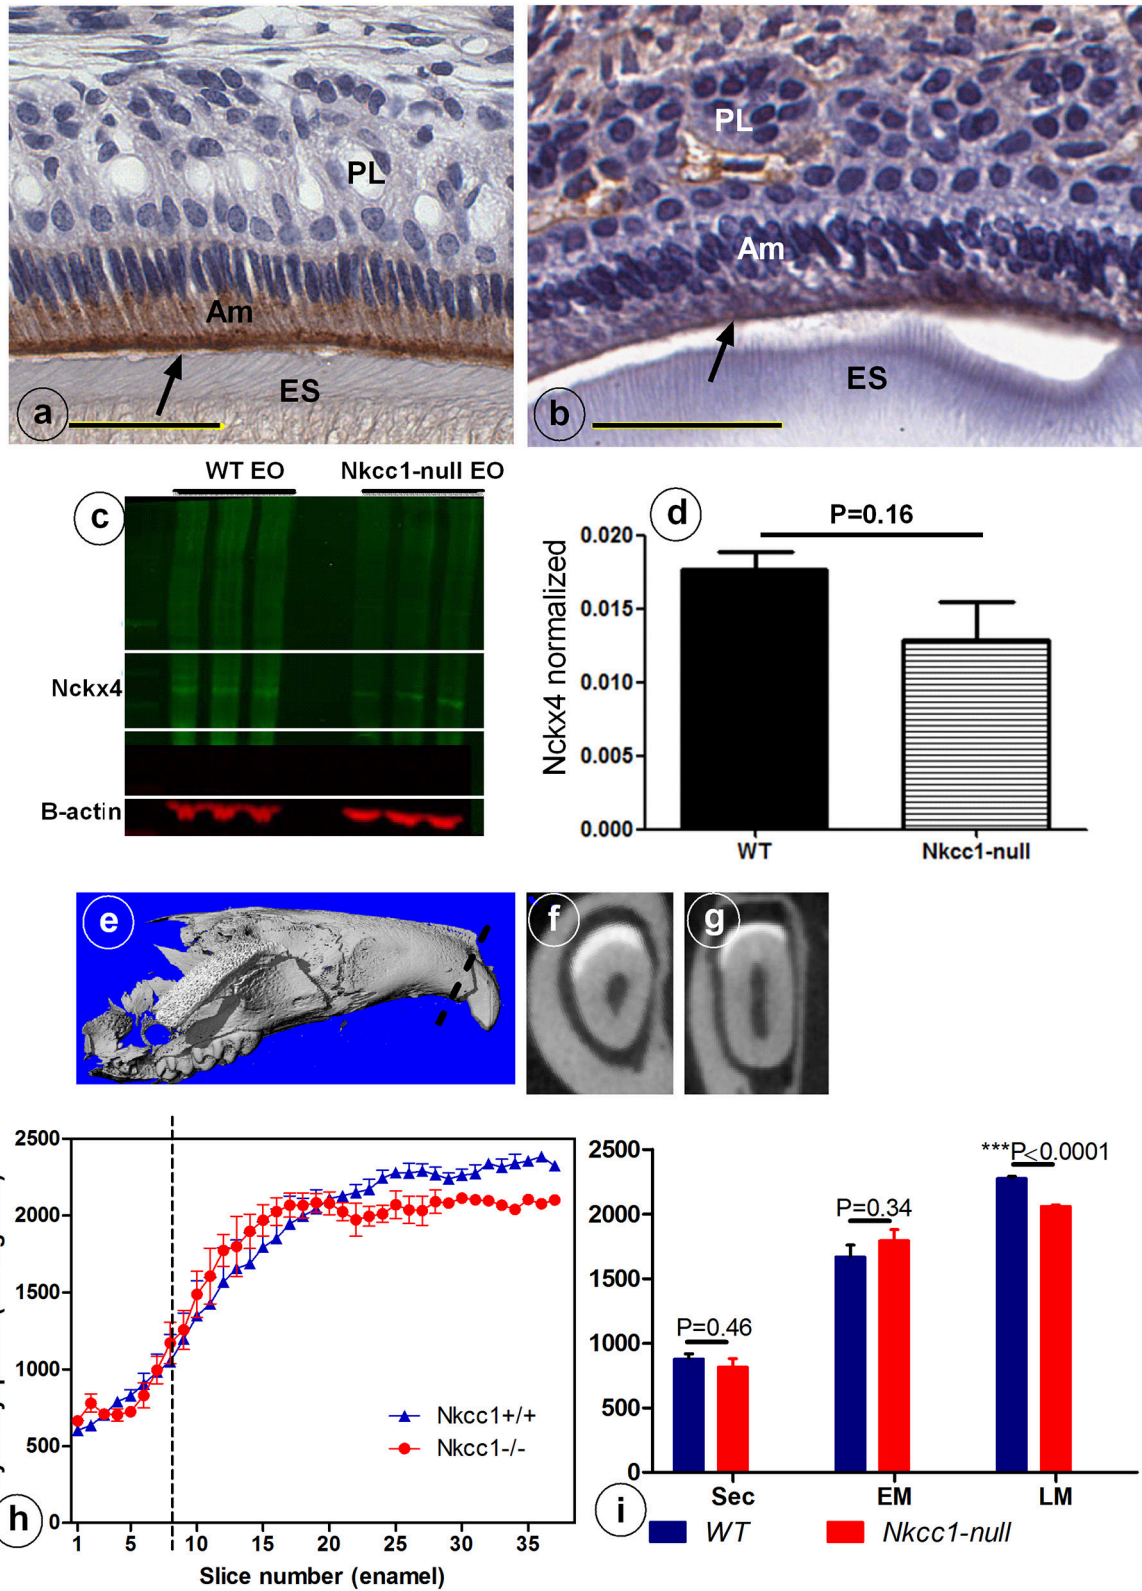 PL
Am
ES
a
PL
Am
ES
b
WT EO Nkcc1-null EO
c
Nckx4
B-actin
d
P=0.16
Nckx4 normalized
0.020
0.015
0.010
0.005
0.000
WT Nkcc1-null
e
f
g
2500
2000
1500
1000
500
0
Nkcc1+/+
Nkcc1-/-
1 5 10 15 20 25 30 35
Slice number (enamel)
h
2500
2000
1500
1000
500
0
P=0.46
P=0.34
***P<0.0001
Sec EM LM
i
WT Nkcc1-null